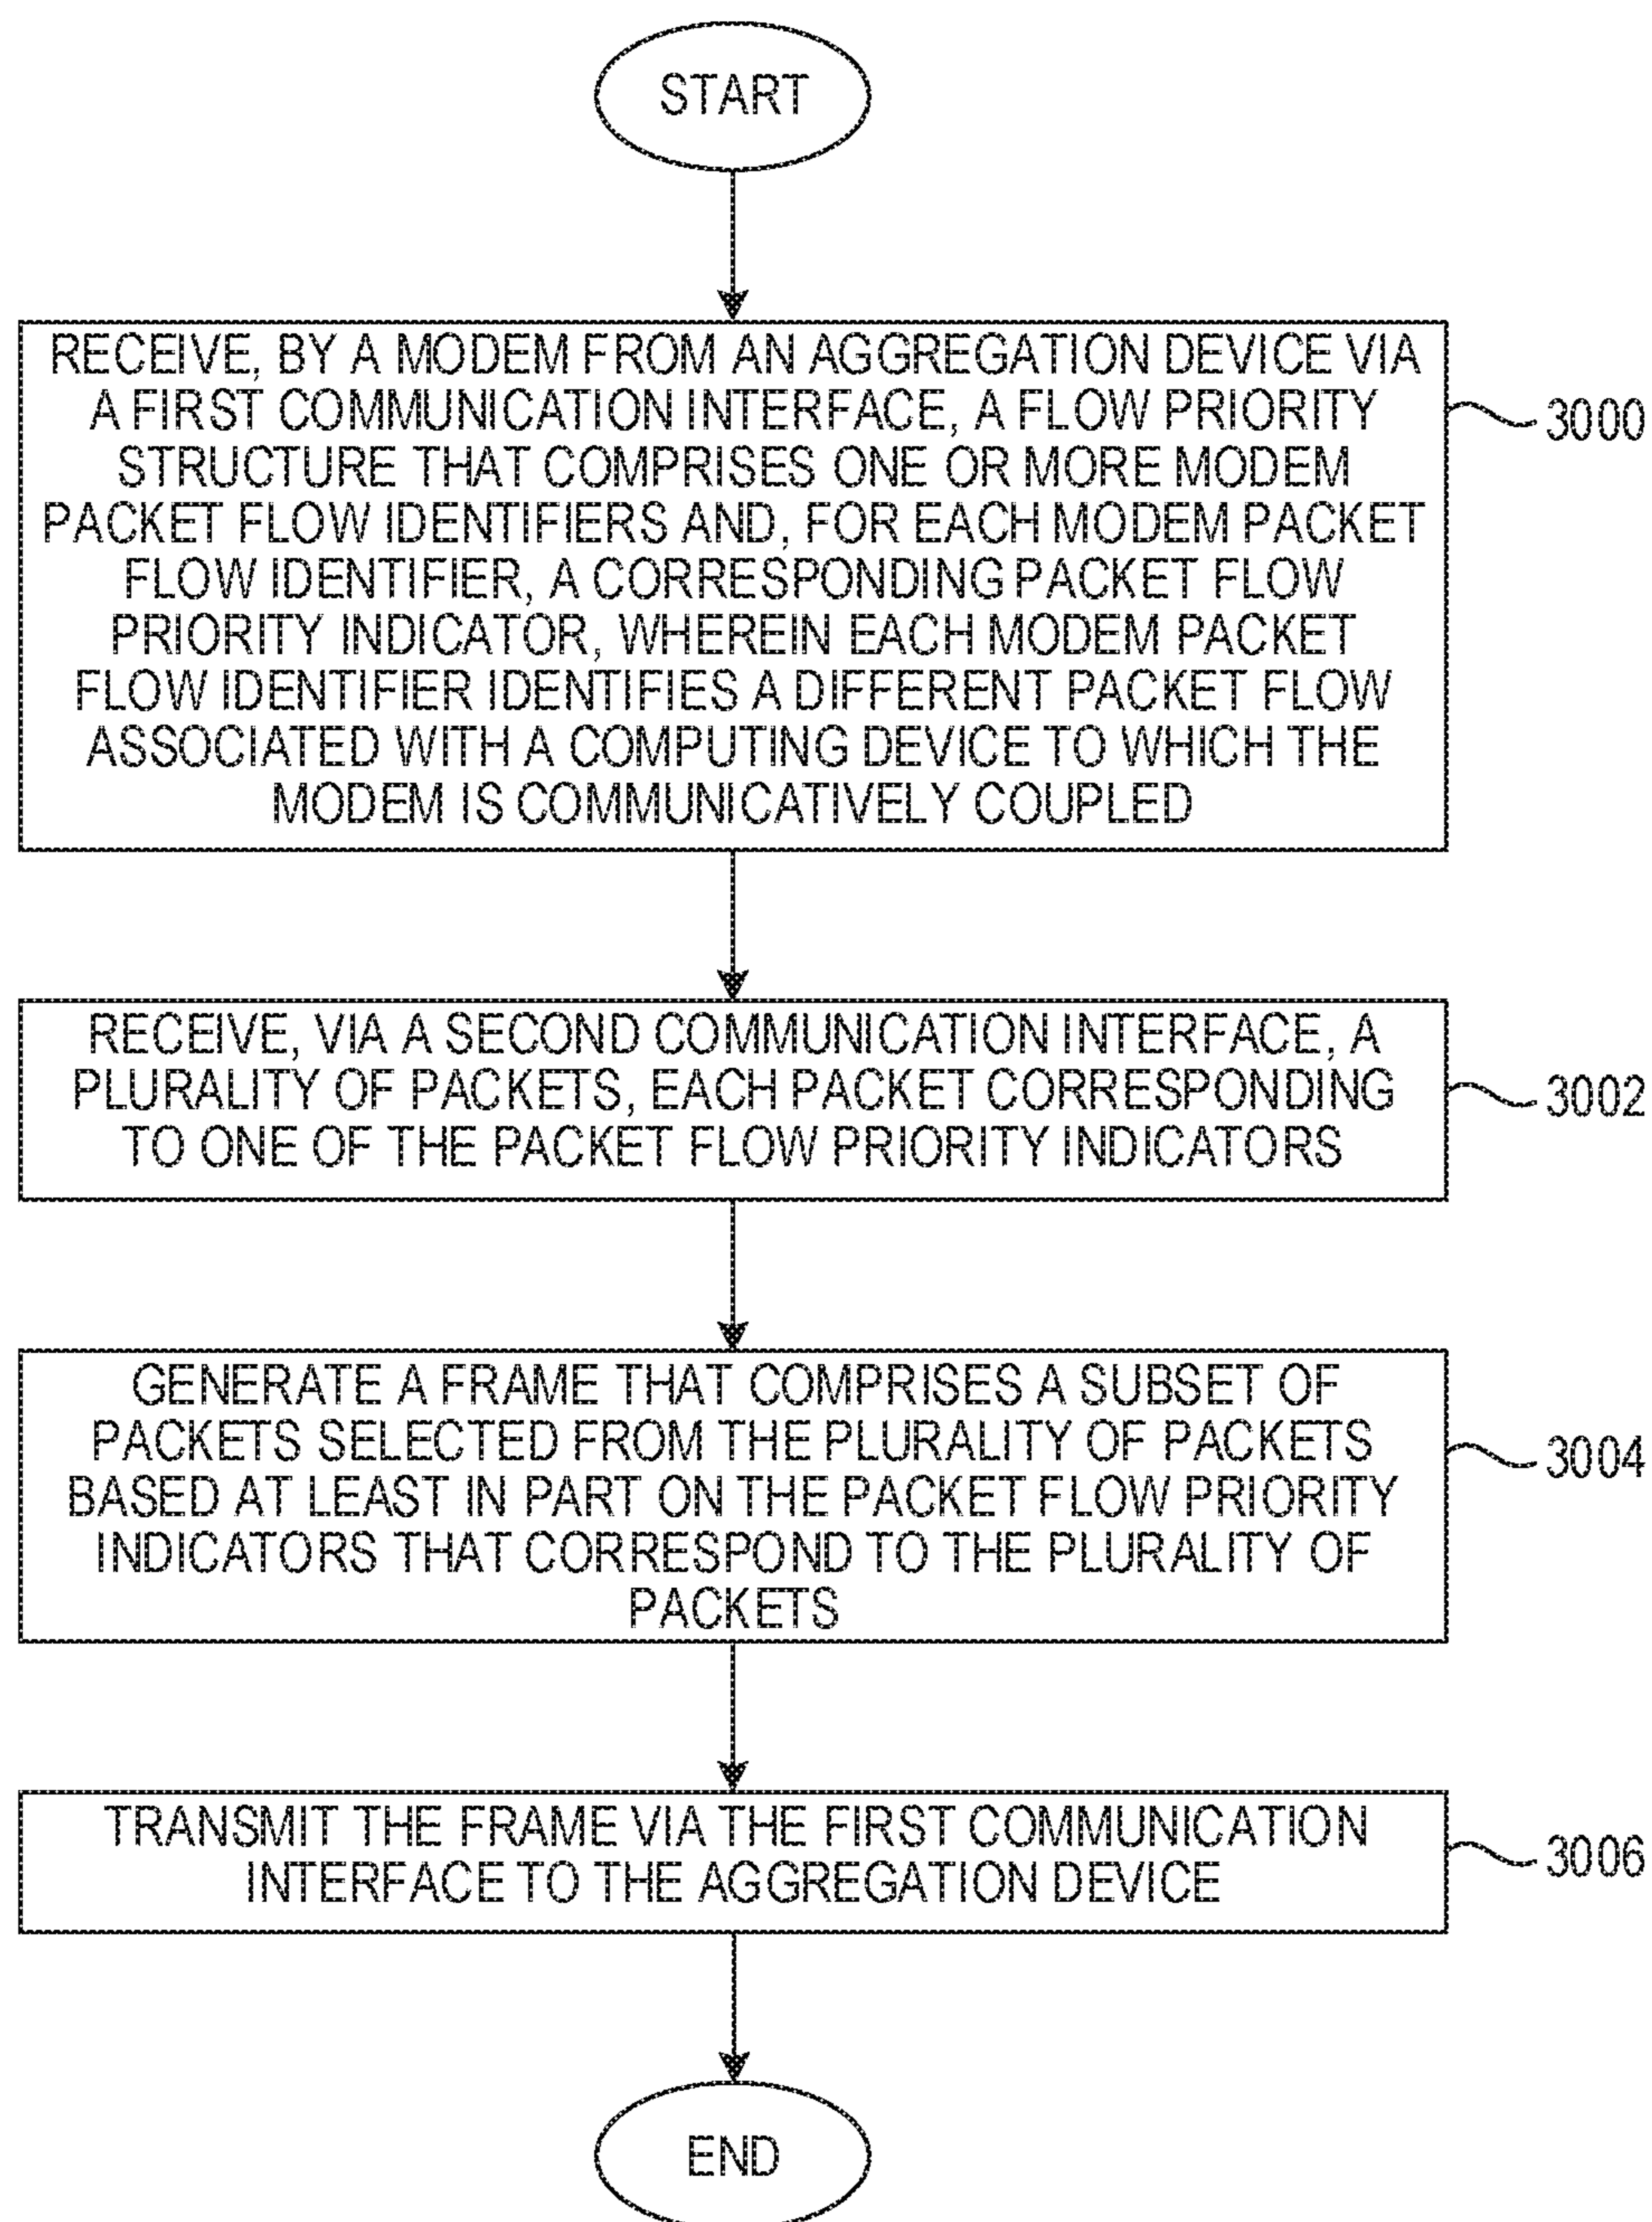 START
RECEIVE, BY A MODEM FROM AN AGGREGATION DEVICE VIA
A FIRST COMMUNICATION INTERFACE, A FLOW PRIORITY
STRUCTURE THAT COMPRISES ONE OR MORE MODEM
PACKET FLOW IDENTIFIERS AND, FOR EACH MODEM PACKET
FLOW IDENTIFIER, A CORRESPONDING PACKET FLOW
PRIORITY INDICATOR, WHEREIN EACH MODEM PACKET
FLOW IDENTIFIER IDENTIFIES A DIFFERENT PACKET FLOW
ASSOCIATED WITH A COMPUTING DEVICE TO WHICH THE
MODEM IS COMMUNICATIVELY COUPLED
3000
RECEIVE, VIA A SECOND COMMUNICATION INTERFACE, A
PLURALITY OF PACKETS, EACH PACKET CORRESPONDING
TO ONE OF THE PACKET FLOW PRIORITY INDICATORS
3002
GENERATE A FRAME THAT COMPRISES A SUBSET OF
PACKETS SELECTED FROM THE PLURALITY OF PACKETS
BASED AT LEAST IN PART ON THE PACKET FLOW PRIORITY
INDICATORS THAT CORRESPOND TO THE PLURALITY OF
PACKETS
3004
TRANSMIT THE FRAME VIA THE FIRST COMMUNICATION
INTERFACE TO THE AGGREGATION DEVICE
3006
END